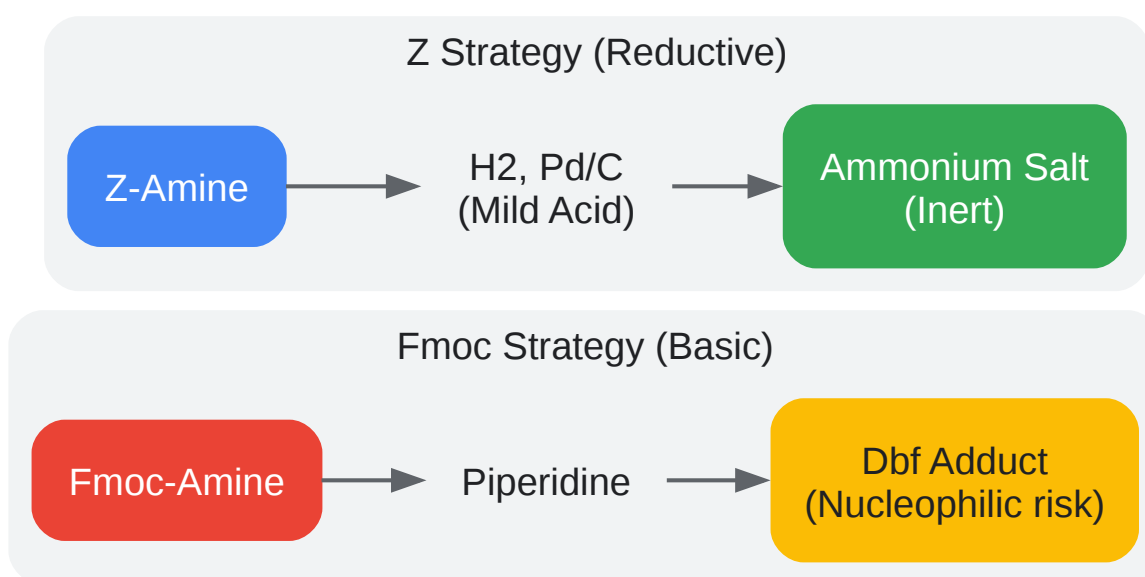 Z Strategy (Reductive)
Z-Amine
H2, Pd/C
(Mild Acid)
Ammonium Salt
(Inert)
Fmoc Strategy (Basic)
Fmoc-Amine
Piperidine
Dbf Adduct
(Nucleophilic risk)